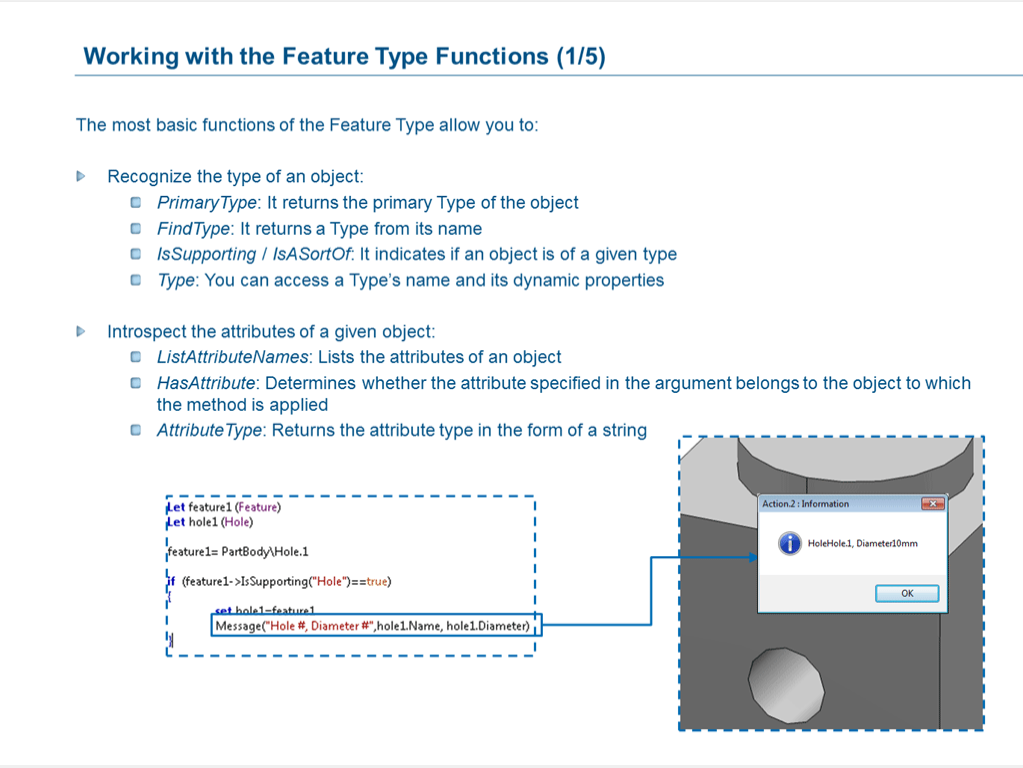 Working with the Feature Type Functions (1/5)
The most basic functions of the Feature Type allow you to:
Recognize the type of an object:
PrimaryType: It returns the primary Type of the object
FindType: It returns a Type from its name
IsSupporting / IsASortOf: It indicates if an object is of a given type
Type: You can access a Type's name and its dynamic properties
Introspect the attributes of a given object:
ListAttributeNames: Lists the attributes of an object
HasAttribute: Determines whether the attribute specified in the argument belongs to the object to which
the method is applied
AttributeType: Returns the attribute type in the form of a string
Let feature1 (Feature)
Let hole1 (Hole)
feature1= PartBody\Hole.1
if (feature1->IsSupporting("Hole")==true)
{
set hole1=feature1
Message("Hole #, Diameter #",hole1.Name, hole1.Diameter)
}
Action.2 : Information
HoleHole.1, Diameter10mm
OK